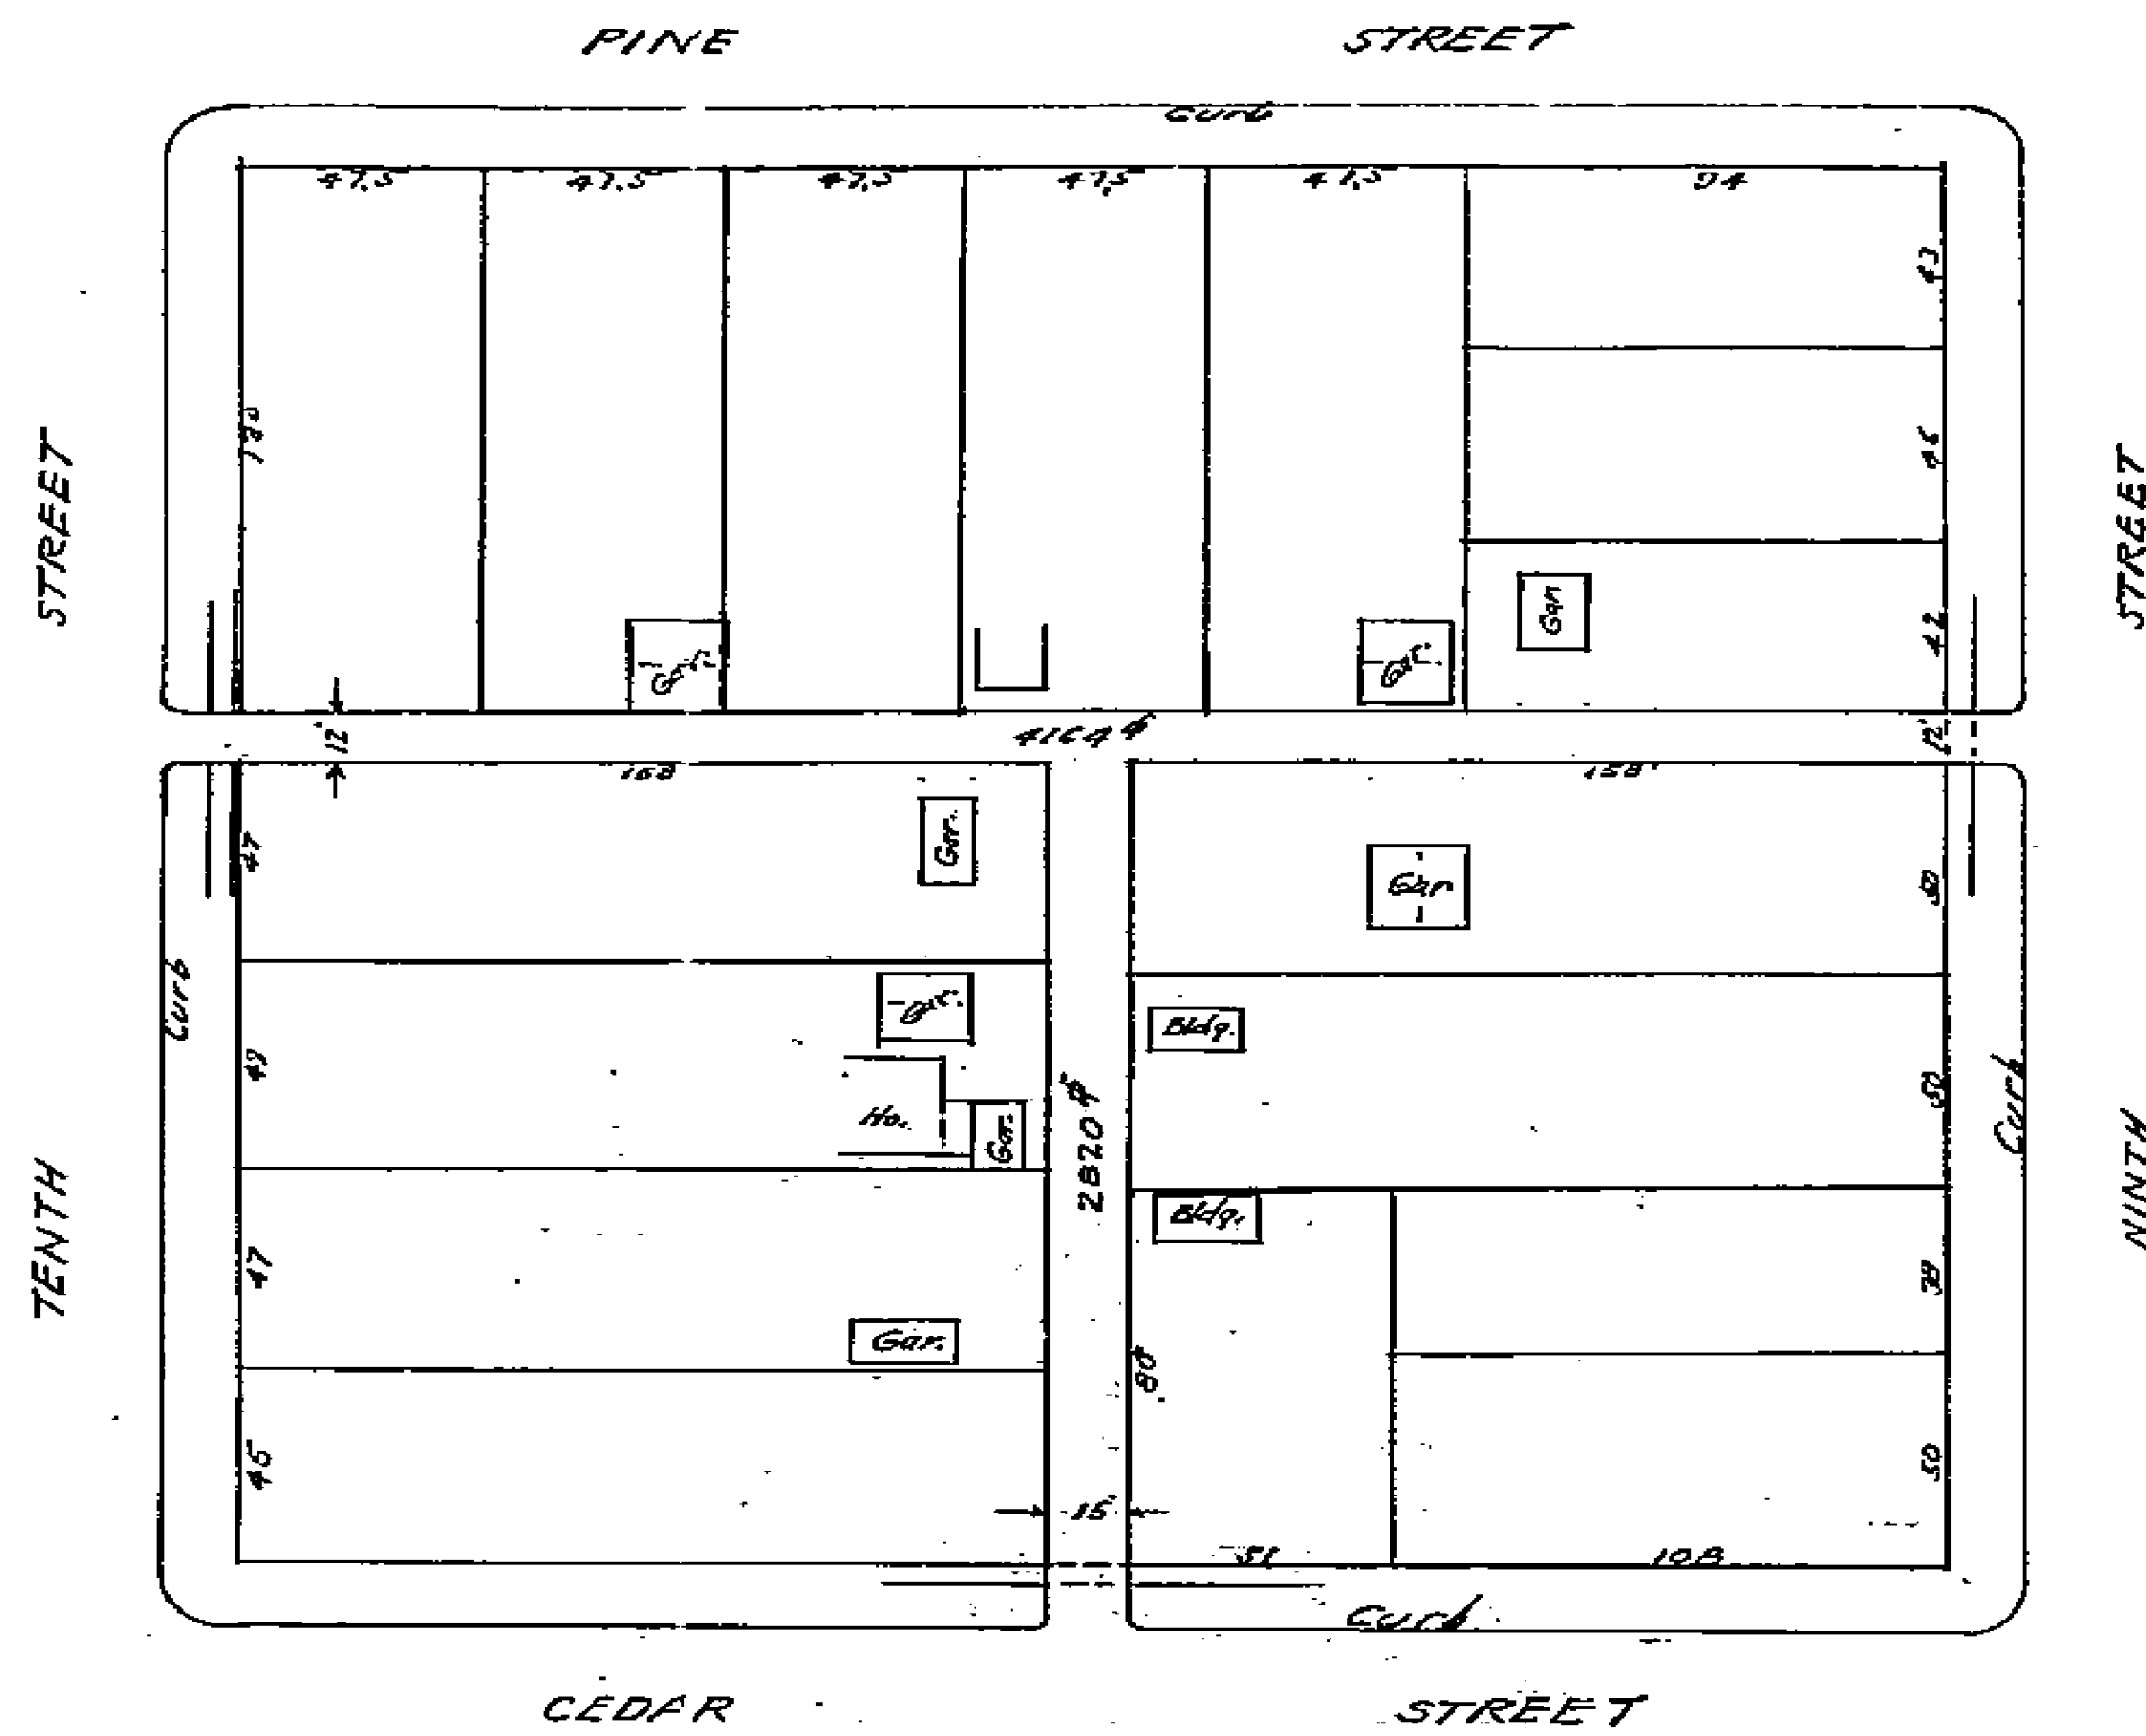 PINE STREET
Curb
47.5 47.5 47.5 47.5 47.5 94
43
STREET
STREET
46
Gar.
42
Gar.
Gar.
12'
12'
158'
47
Gar.
Gar
50
Curb
Gar.
Bldg.
49
Ho.
Gar.
2820
50
Curb
TENTH
NINTH
Bldg.
47
39
Gar.
80'
45
50
15'
51
108
Curb
CEDAR STREET